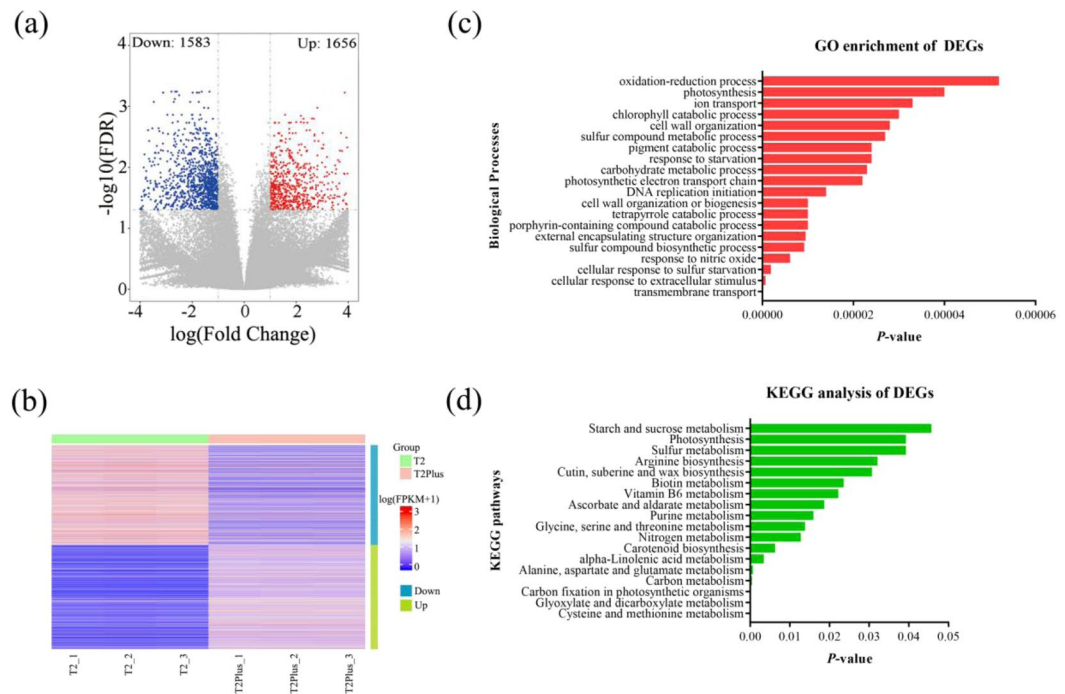 (a)
Down: 1583
Up: 1656
-log10(FDR)
4
3
2
1
0
-4
-2
0
2
4
log(Fold Change)
(c)
GO enrichment of DEGs
Biological Processes
oxidation-reduction process
photosynthesis
ion transport
chlorophyll catabolic process
cell wall organization
sulfur compound metabolic process
pigment catabolic process
response to starvation
carbohydrate metabolic process
photosynthetic electron transport chain
DNA replication initiation
cell wall organization or biogenesis
tetrapyrrole catabolic process
porphyrin-containing compound catabolic process
external encapsulating structure organization
sulfur compound biosynthetic process
response to nitric oxide
cellular response to sulfur starvation
cellular response to extracellular stimulus
transmembrane transport
0.00000
0.00002
0.00004
0.00006
P-value
(b)
Group
T2
T2Plus
log(FPKM+1)
3
2
1
0
Down
Up
T2_1
T2_2
T2_3
T2Plus_1
T2Plus_2
T2Plus_3
(d)
KEGG analysis of DEGs
KEGG pathways
Starch and sucrose metabolism
Photosynthesis
Sulfur metabolism
Arginine biosynthesis
Cutin, suberine and wax biosynthesis
Biotin metabolism
Vitamin B6 metabolism
Ascorbate and aldarate metabolism
Purine metabolism
Glycine, serine and threonine metabolism
Nitrogen metabolism
Carotenoid biosynthesis
alpha-Linolenic acid metabolism
Alanine, aspartate and glutamate metabolism
Carbon metabolism
Carbon fixation in photosynthetic organisms
Glyoxylate and dicarboxylate metabolism
Cysteine and methionine metabolism
0.00
0.01
0.02
0.03
0.04
0.05
P-value